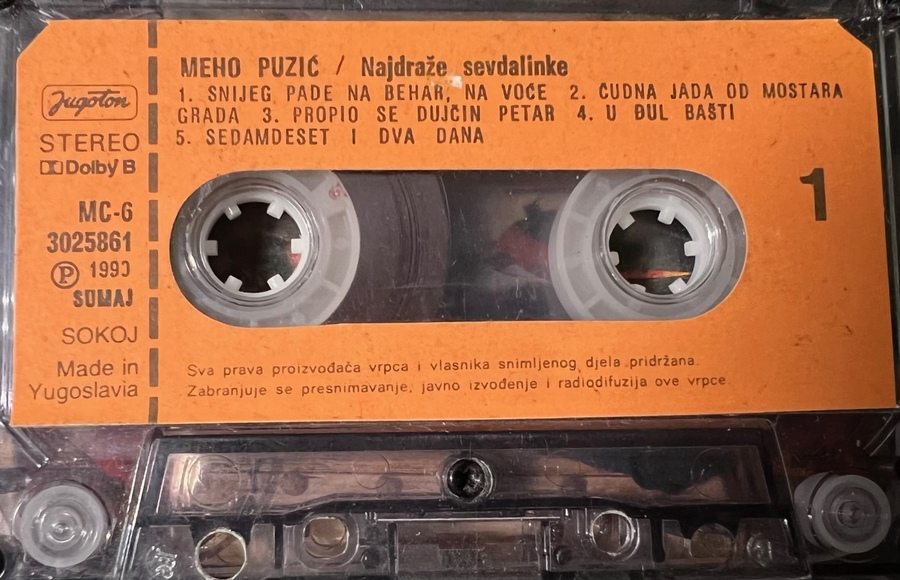 MEHO PUZIĆ / Najdraže sevdalinke
1. SNIJEG PADE NA BEHAR, NA VOĆE 2. ČUDNA JADA OD MOSTARA
GRADA 3. PROPIO SE DUJČIN PETAR 4. U ĐUL BAŠTI
5. SEDAMDESET I DVA DANA
Jugoton
STEREO
Dolby B
MC-6
3025861
Ⓟ 1990
SUMAJ
SOKOJ
Made in
Yugoslavia
1
Sva prava proizvođača vrpca i vlasnika snimljenog djela pridržana.
Zabranjuje se presnimavanje, javno izvođenje i radiodifuzija ove vrpce.